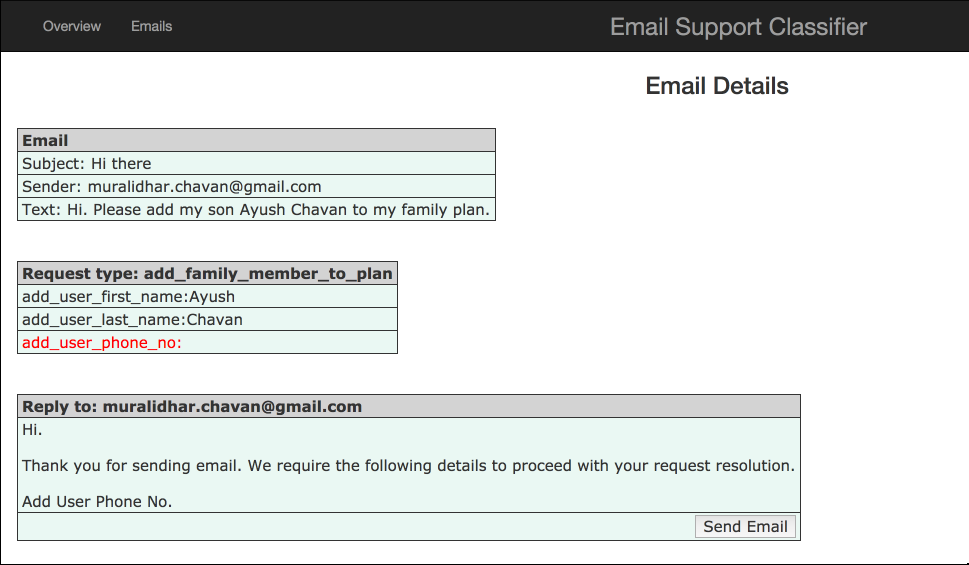 Overview Emails Email Support Classifier
Email Details
Email
Subject: Hi there
Sender: muralidhar.chavan@gmail.com
Text: Hi. Please add my son Ayush Chavan to my family plan.
Request type: add_family_member_to_plan
add_user_first_name:Ayush
add_user_last_name:Chavan
add_user_phone_no:
Reply to: muralidhar.chavan@gmail.com
Hi.
Thank you for sending email. We require the following details to proceed with your request resolution.
Add User Phone No.
Send Email